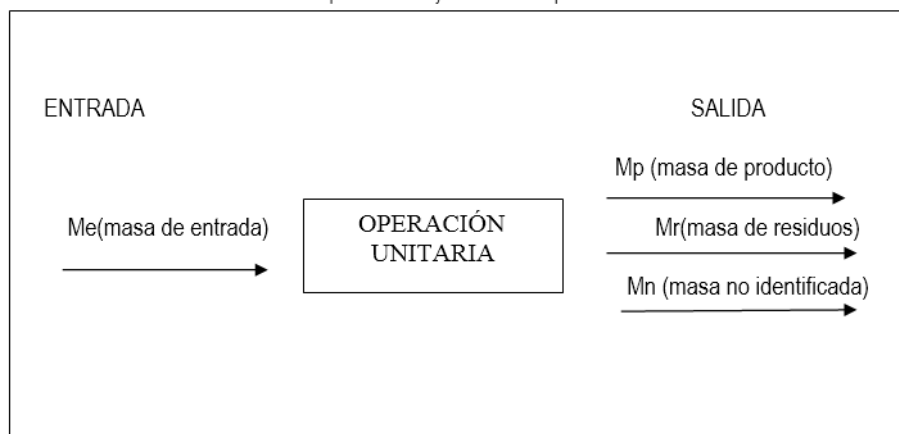 ENTRADA
SALIDA
Mp (masa de producto)
Me(masa de entrada)
OPERACIÓN
UNITARIA
Mr(masa de residuos)
Mn (masa no identificada)